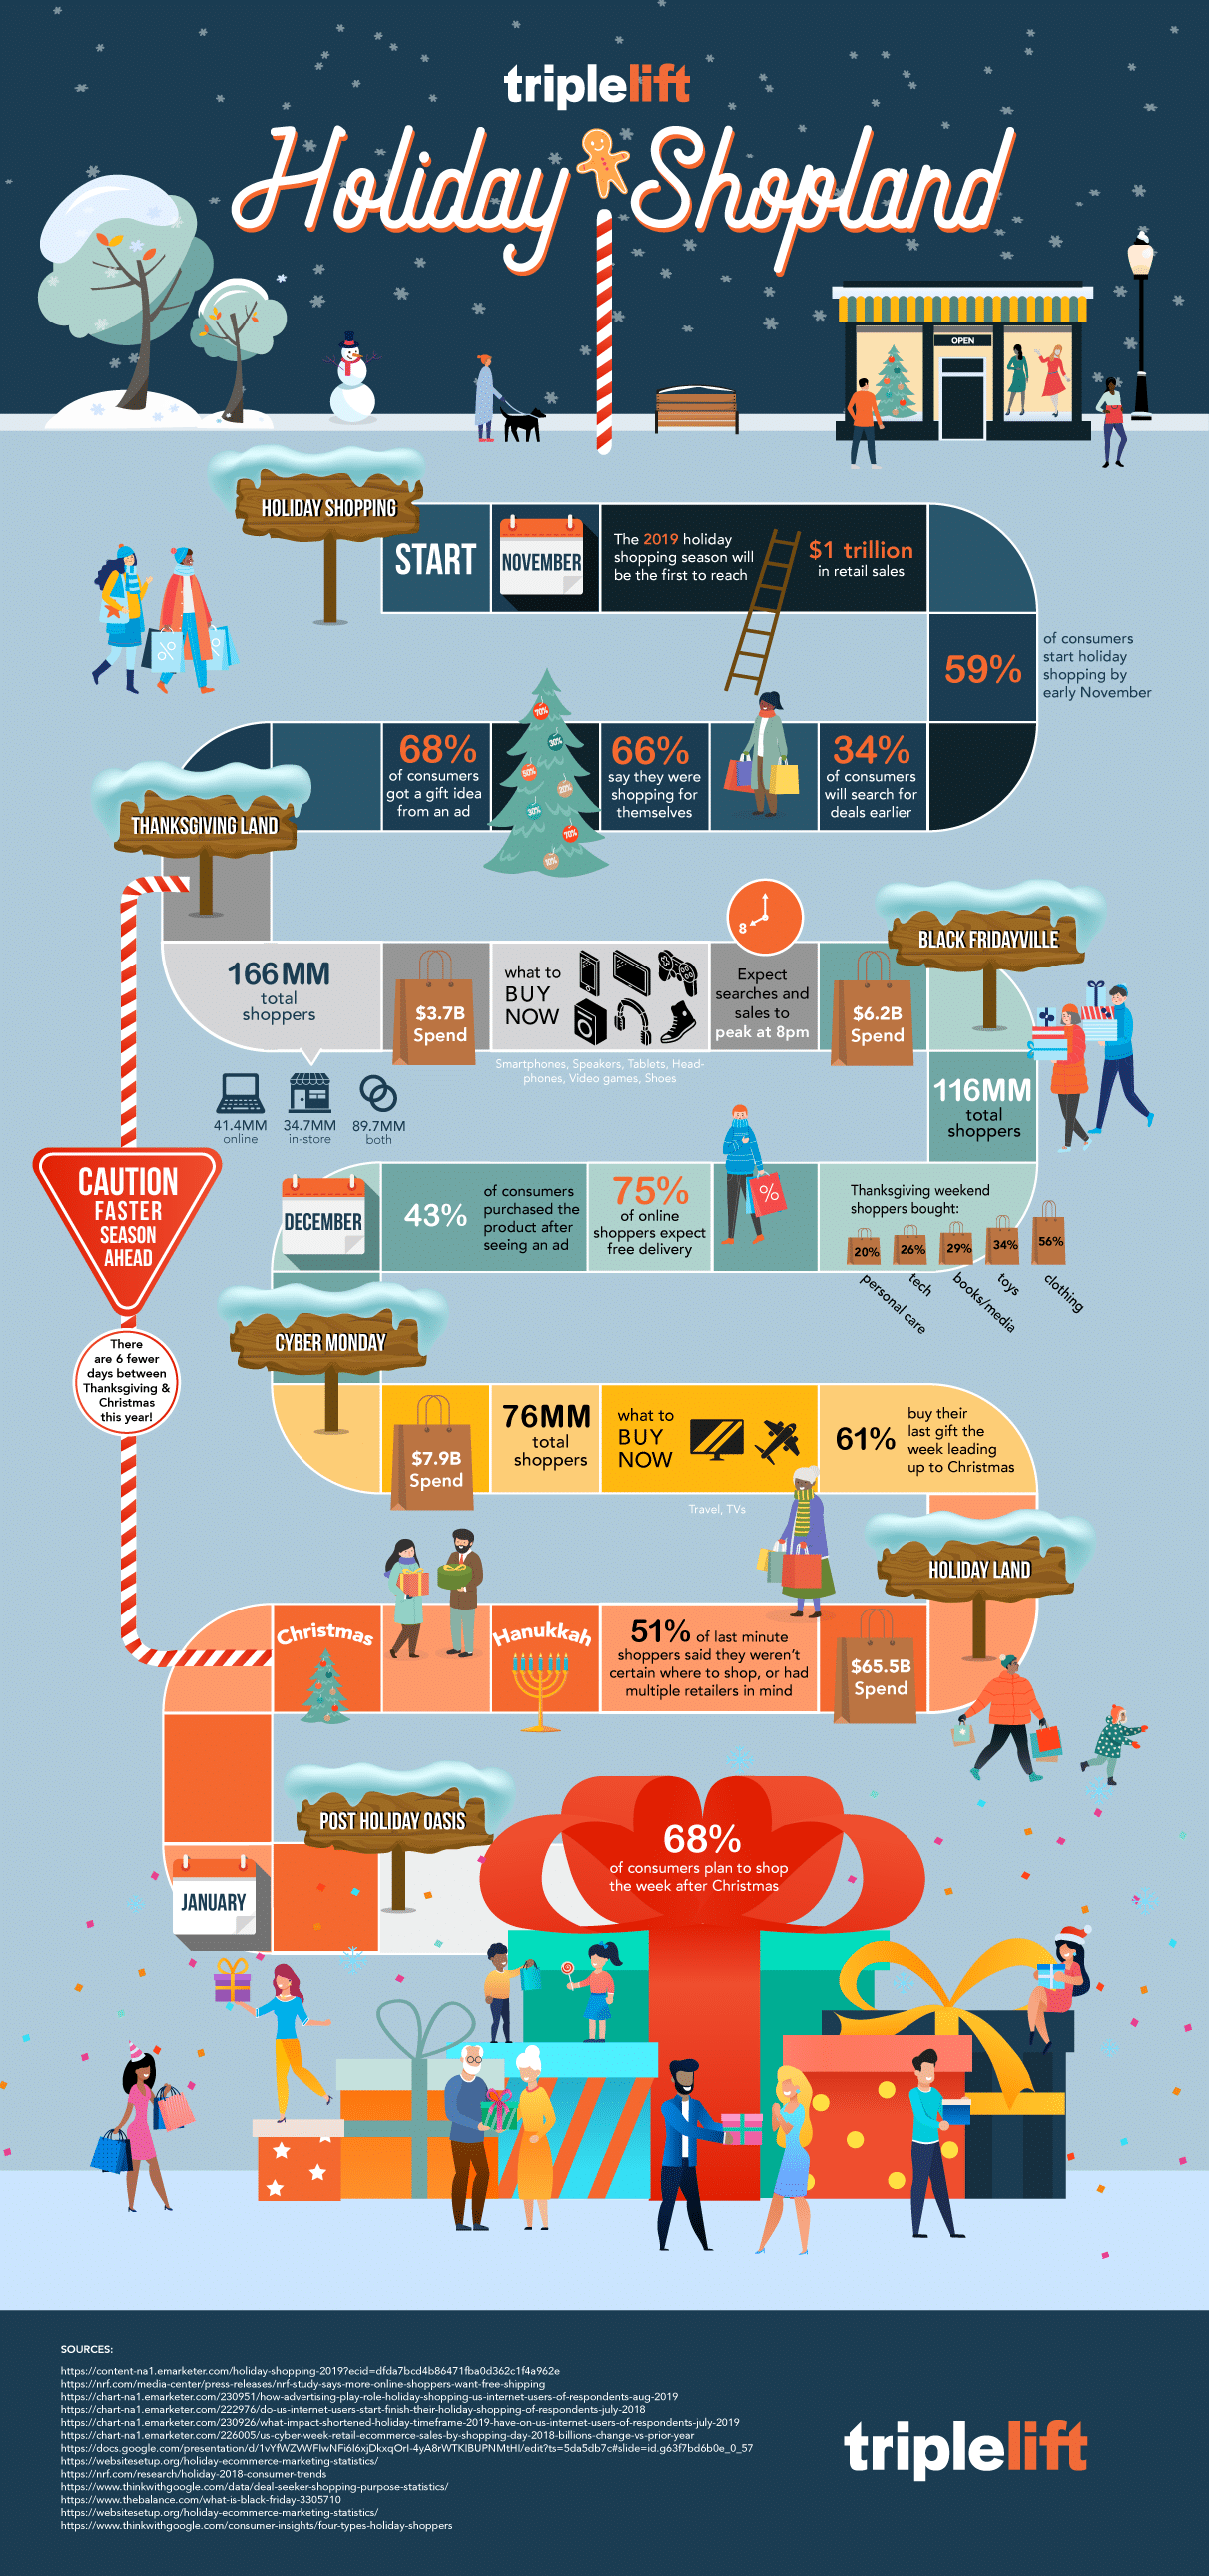 triplelift
Holiday Shopland
OPEN
HOLIDAY SHOPPING
START
NOVEMBER
The 2019 holiday
shopping season will
be the first to reach
$1 trillion
in retail sales
59%
of consumers
start holiday
shopping by
early November
34%
of consumers
will search for
deals earlier
66%
say they were
shopping for
themselves
70%
30%
50%
20%
30%
70%
10%
68%
of consumers
got a gift idea
from an ad
THANKSGIVING LAND
166MM
total
shoppers
41.4MM
online
34.7MM
in-store
89.7MM
both
$3.7B
Spend
what to
BUY
NOW
Smartphones, Speakers, Tablets, Head-
phones, Video games, Shoes
8
Expect
searches and
sales to
peak at 8pm
$6.2B
Spend
BLACK FRIDAYVILLE
116MM
total
shoppers
Thanksgiving weekend
shoppers bought:
20%
26%
29%
34%
56%
personal care
tech
books/media
toys
clothing
%
75%
of online
shoppers expect
free delivery
43%
of consumers
purchased the
product after
seeing an ad
DECEMBER
CAUTION
FASTER
SEASON
AHEAD
There
are 6 fewer
days between
Thanksgiving &
Christmas
this year!
CYBER MONDAY
$7.9B
Spend
76MM
total
shoppers
what to
BUY
NOW
Travel, TVs
61%
buy their
last gift the
week leading
up to Christmas
HOLIDAY LAND
$65.5B
Spend
51% of last minute
shoppers said they weren't
certain where to shop, or had
multiple retailers in mind
Hanukkah
Christmas
JANUARY
POST HOLIDAY OASIS
68%
of consumers plan to shop
the week after Christmas
SOURCES:
https://content-na1.emarketer.com/holiday-shopping-2019?ecid=dfda7bcd4b86471fba0d362c1f4a962e
https://nrf.com/media-center/press-releases/nrf-study-says-more-online-shoppers-want-free-shipping
https://chart-na1.emarketer.com/230951/how-advertising-play-role-holiday-shopping-us-internet-users-of-respondents-aug-2019
https://chart-na1.emarketer.com/222976/do-us-internet-users-start-finish-their-holiday-shopping-of-respondents-july-2018
https://chart-na1.emarketer.com/230926/what-impact-shortened-holiday-timeframe-2019-have-on-us-internet-users-of-respondents-july-2019
https://chart-na1.emarketer.com/226005/us-cyber-week-retail-ecommerce-sales-by-shopping-day-2018-billions-change-vs-prior-year
https://docs.google.com/presentation/d/1vYfWZVWFIwNFi6I6xjDkxqOrI-4yA8rWTKIBUPNMtHI/edit?ts=5da5db7c#slide=id.g63f7bd6b0e_0_57
https://websitesetup.org/holiday-ecommerce-marketing-statistics/
https://nrf.com/research/holiday-2018-consumer-trends
https://www.thinkwithgoogle.com/data/deal-seeker-shopping-purpose-statistics/
https://www.thebalance.com/what-is-black-friday-3305710
https://websitesetup.org/holiday-ecommerce-marketing-statistics/
https://www.thinkwithgoogle.com/consumer-insights/four-types-holiday-shoppers
triplelift